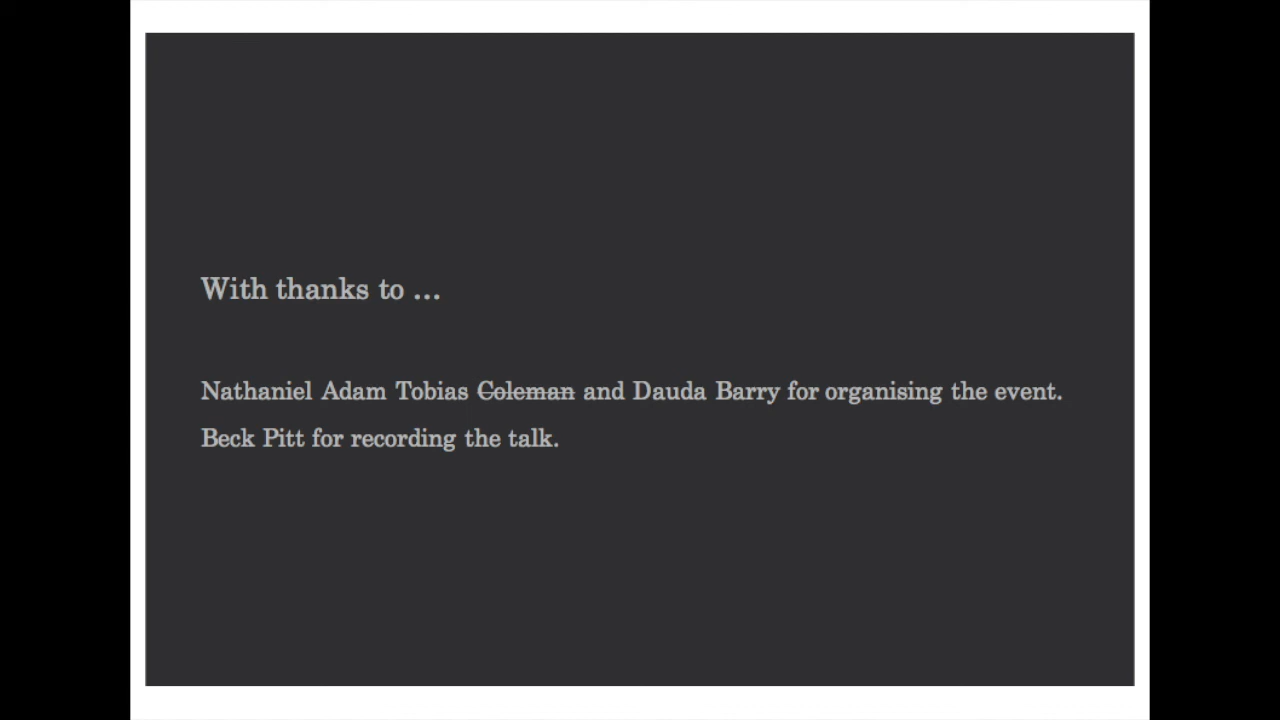 With thanks to ...
Nathaniel Adam Tobias Coleman and Dauda Barry for organising the event.
Beck Pitt for recording the talk.